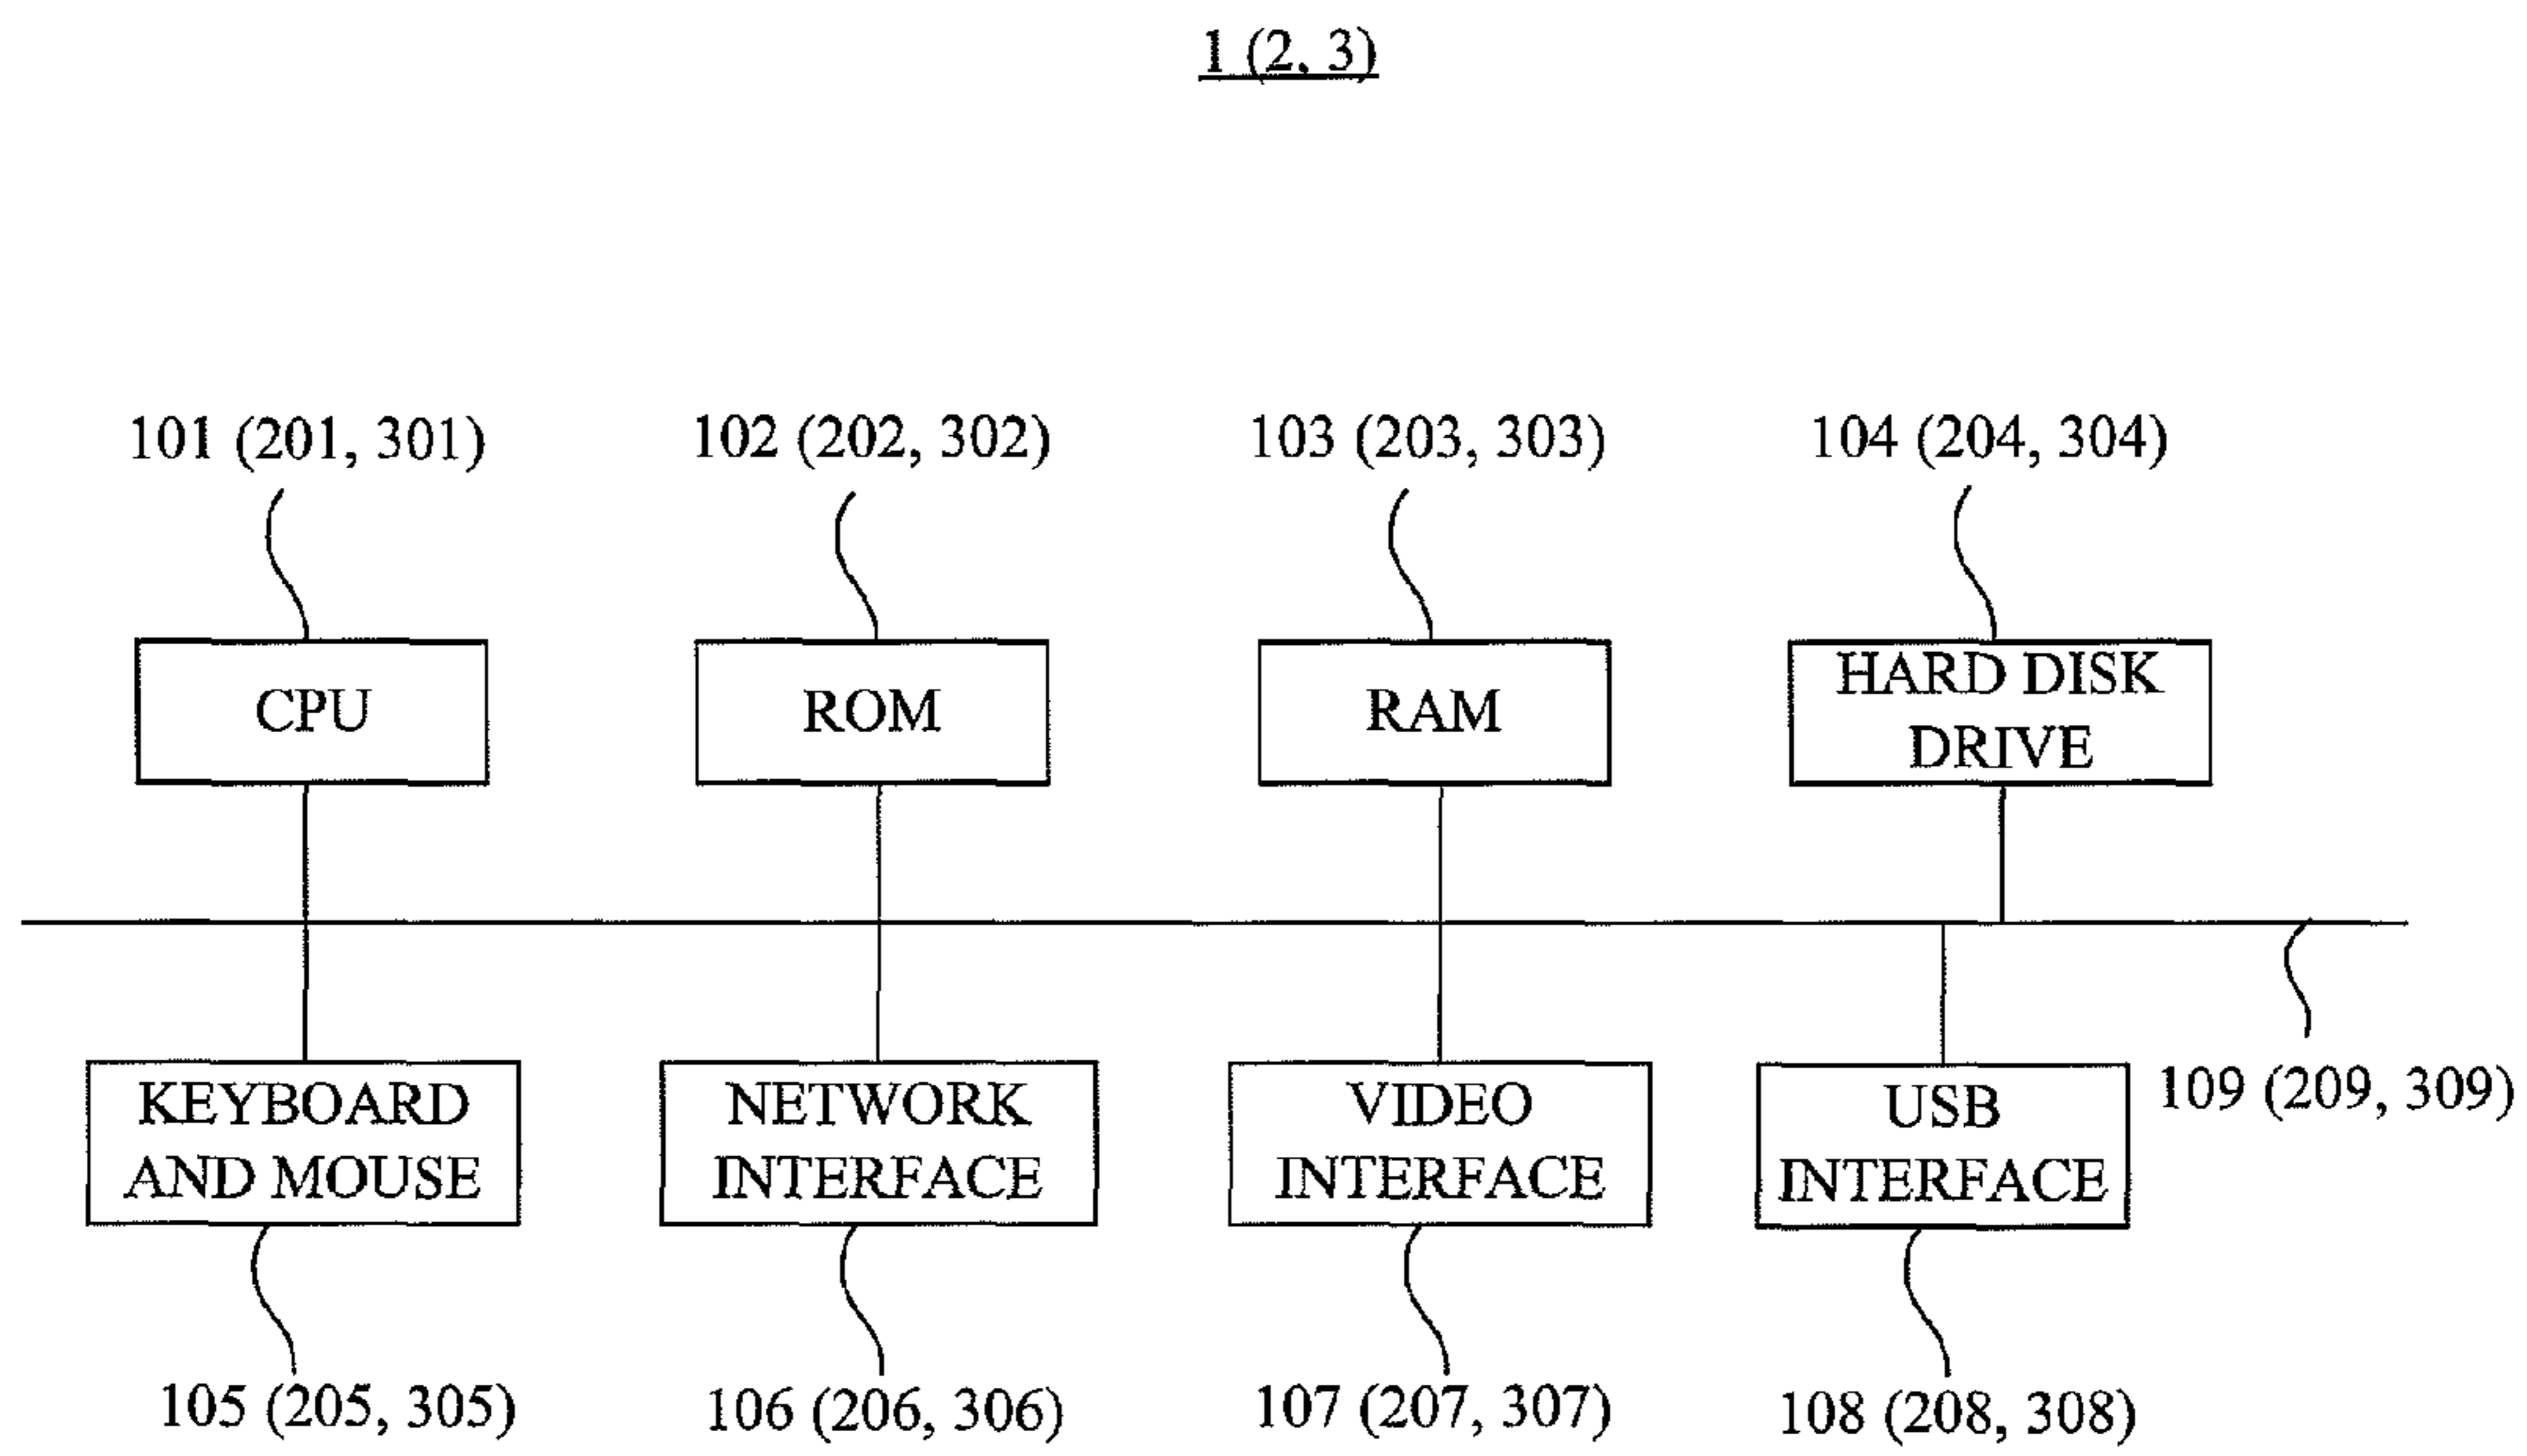 1 (2, 3)
101 (201, 301)
102 (202, 302)
103 (203, 303)
104 (204, 304)
CPU
ROM
RAM
HARD DISK
DRIVE
KEYBOARD
AND MOUSE
NETWORK
INTERFACE
VIDEO
INTERFACE
USB
INTERFACE
109 (209, 309)
105 (205, 305)
106 (206, 306)
107 (207, 307)
108 (208, 308)